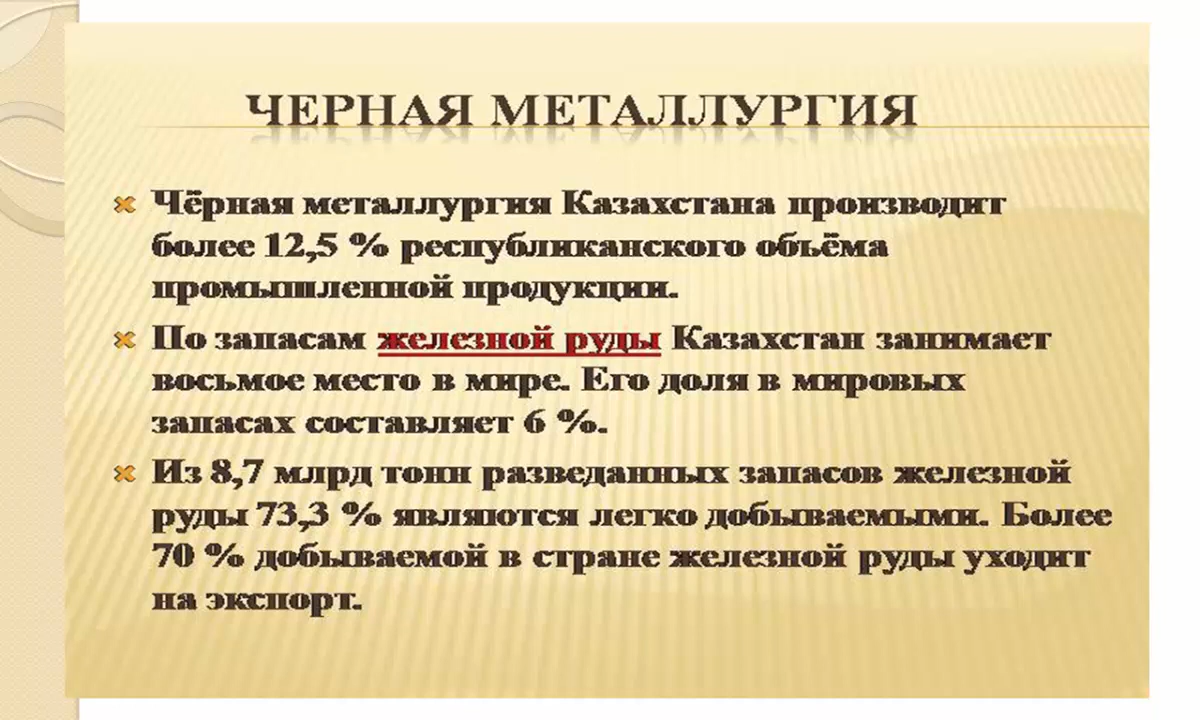 ЧЕРНАЯ МЕТАЛЛУРГИЯ
Чёрная металлургия Казахстана производит
более 12,5 % республиканского объёма
промышленной продукции.
По запасам железной руды Казахстан занимает
восьмое место в мире. Его доля в мировых
запасах составляет 6 %.
Из 8,7 млрд тонн разведанных запасов железной
руды 73,3 % являются легко добываемыми. Более
70 % добываемой в стране железной руды уходит
на экспорт.